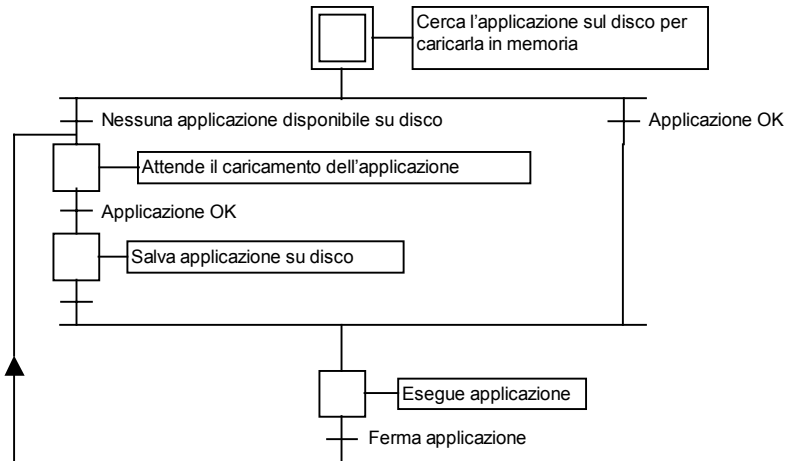 Cerca l'applicazione sul disco per
caricarla in memoria
Nessuna applicazione disponibile su disco
Applicazione OK
Attende il caricamento dell'applicazione
Applicazione OK
Salva applicazione su disco
Esegue applicazione
Ferma applicazione